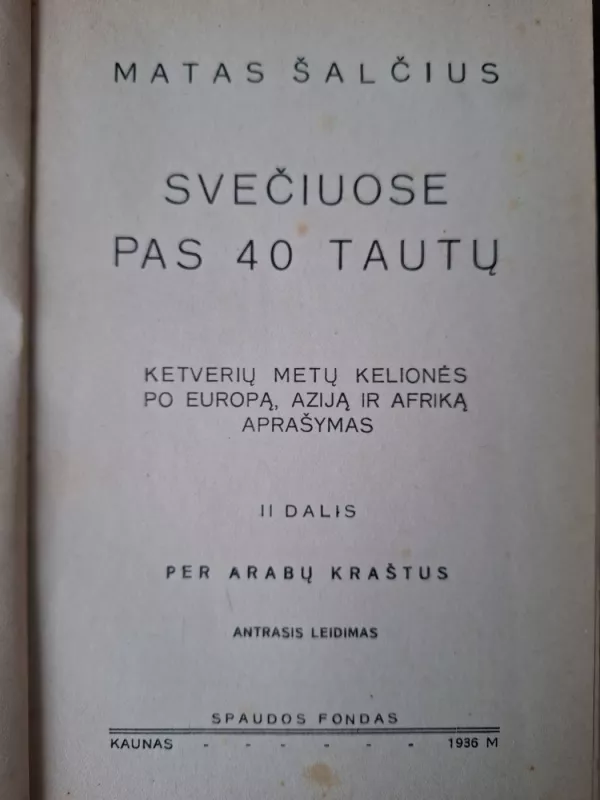 MATAS ŠALČIUS
SVEČIUOSE
PAS 40 TAUTŲ
KETVERIŲ METŲ KELIONĖS
PO EUROPĄ, AZIJĄ IR AFRIKĄ
APRAŠYMAS
II DALIS
PER ARABŲ KRAŠTUS
ANTRASIS LEIDIMAS
SPAUDOS FONDAS
KAUNAS - - - - - - 1936 M